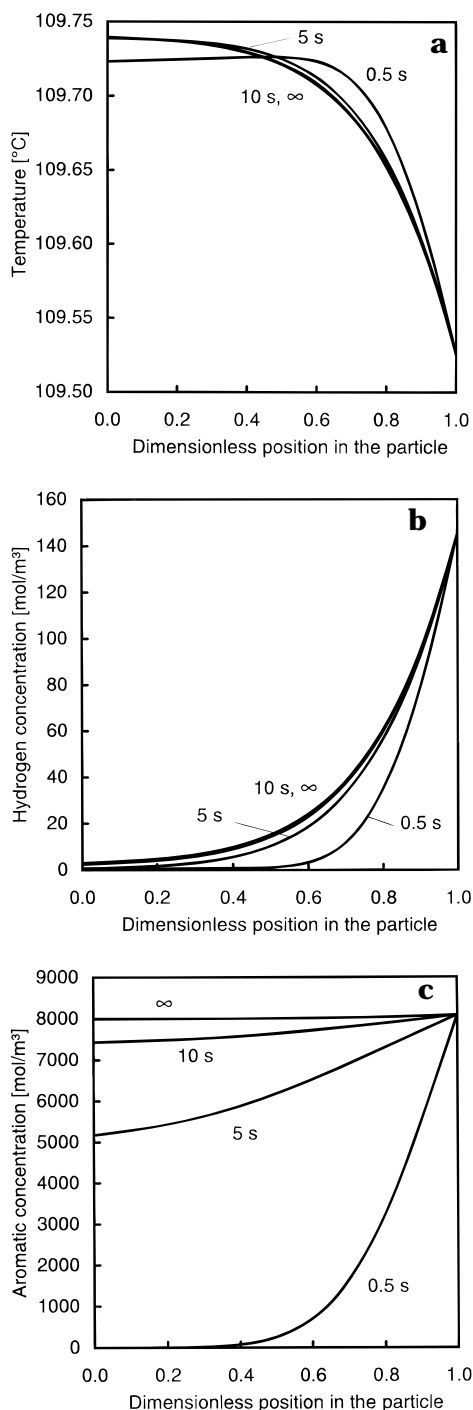 109.75
109.70
109.65
109.60
109.55
109.50
Temperature [°C]
a
5 s
0.5 s
10 s, ∞
0.0 0.2 0.4 0.6 0.8 1.0
Dimensionless position in the particle
160
140
120
100
80
60
40
20
0
Hydrogen concentration [mol/m³]
b
10 s, ∞
5 s
0.5 s
0.0 0.2 0.4 0.6 0.8 1.0
Dimensionless position in the particle
9000
8000
7000
6000
5000
4000
3000
2000
1000
0
Aromatic concentration [mol/m³]
c
∞
10 s
5 s
0.5 s
0.0 0.2 0.4 0.6 0.8 1.0
Dimensionless position in the particle